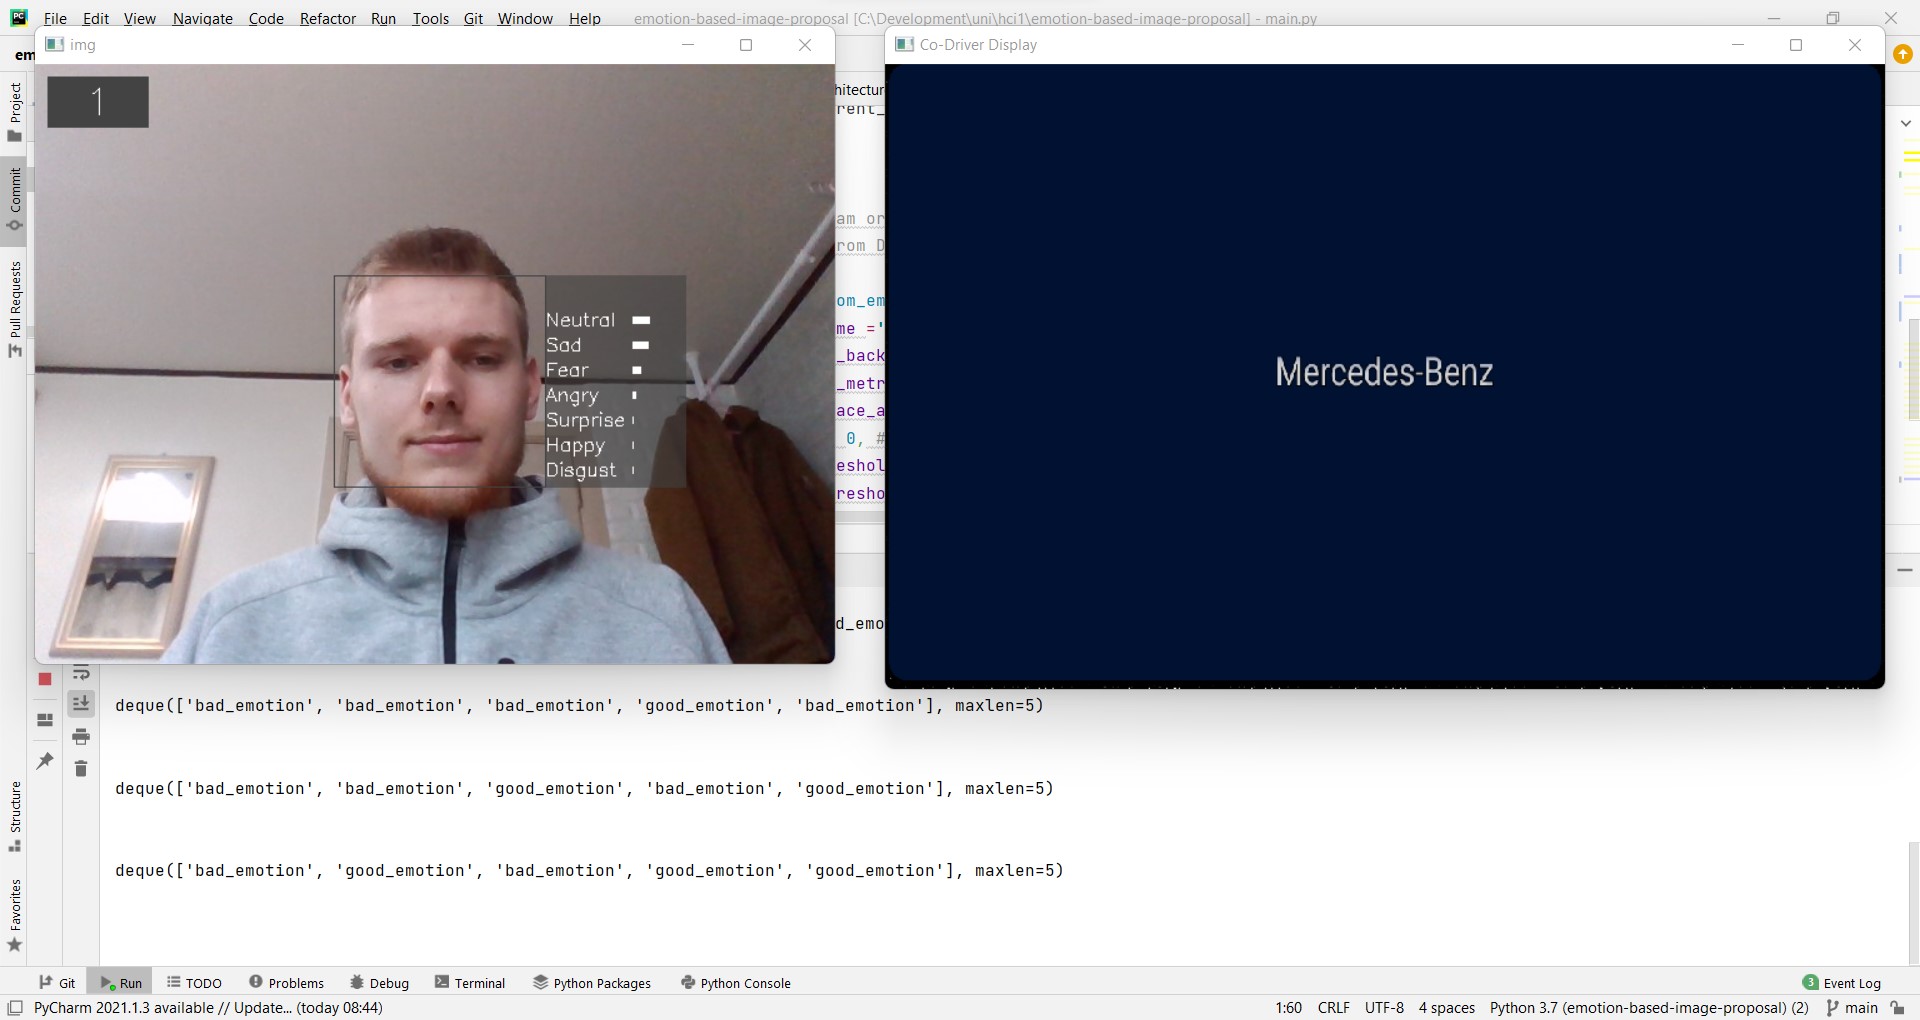 File Edit View Navigate Code Refactor Run Tools Git Window Help emotion-based-image-proposal [C:\Development\uni\hci1\emotion-based-image-proposal] - main.py
img
Co-Driver Display
em
1
Project
Commit
Pull Requests
Structure
Favorites
hitectur
rent_
am or
rom D
om_em
me ='
_back
_metr
ace_a
0, #
eshol
resho
d_emo
Neutral
Sad
Fear
Angry
Surprise
Happy
Disgust
Mercedes-Benz
deque(['bad_emotion', 'bad_emotion', 'bad_emotion', 'good_emotion', 'bad_emotion'], maxlen=5)
deque(['bad_emotion', 'bad_emotion', 'good_emotion', 'bad_emotion', 'good_emotion'], maxlen=5)
deque(['bad_emotion', 'good_emotion', 'bad_emotion', 'good_emotion', 'good_emotion'], maxlen=5)
Git Run TODO Problems Debug Terminal Python Packages Python Console 3 Event Log
PyCharm 2021.1.3 available // Update... (today 08:44) 1:60 CRLF UTF-8 4 spaces Python 3.7 (emotion-based-image-proposal) (2) main